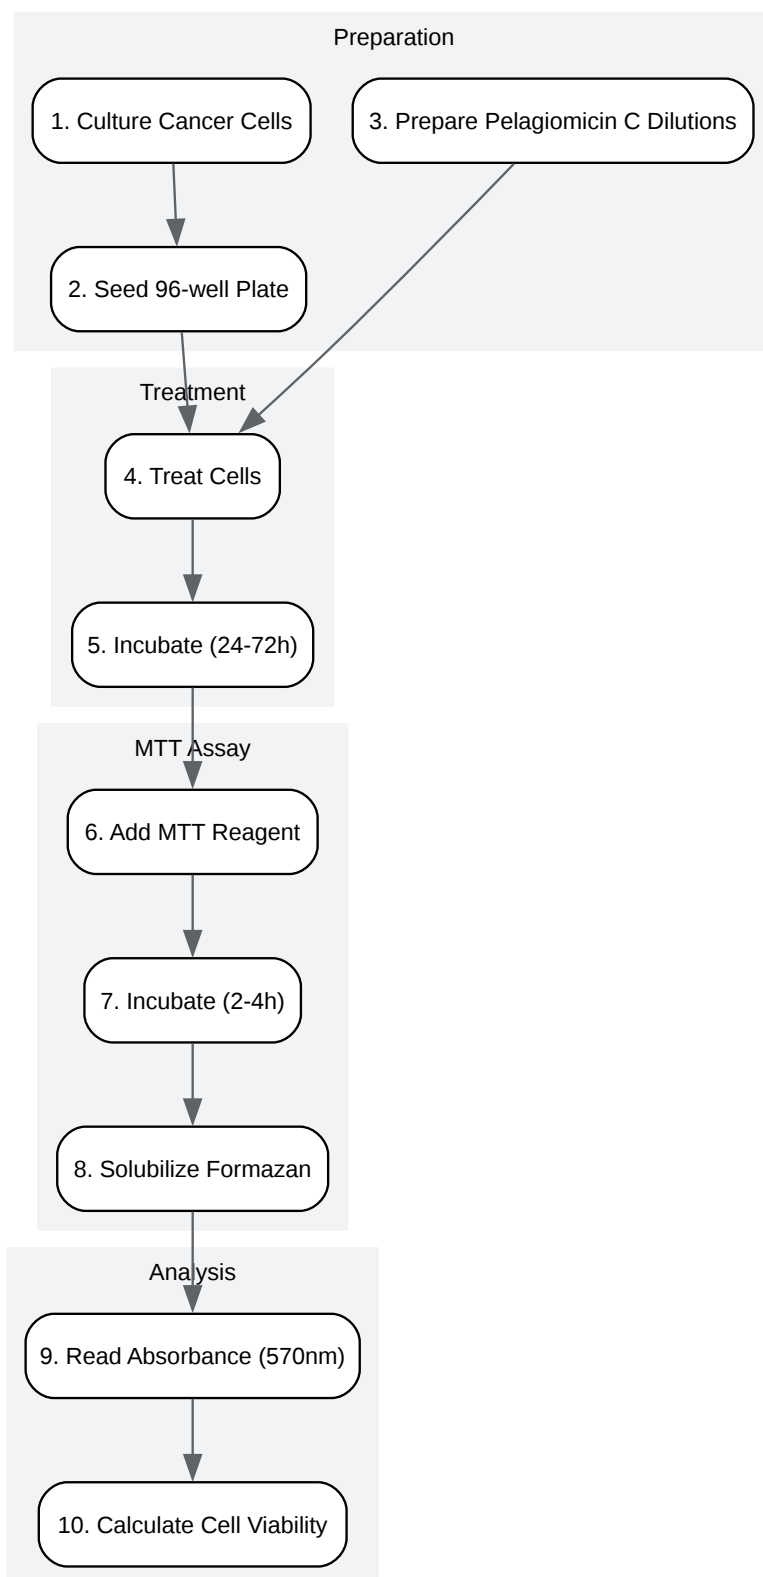 Preparation
1. Culture Cancer Cells
3. Prepare Pelagiomicin C Dilutions
2. Seed 96-well Plate
Treatment
4. Treat Cells
5. Incubate (24-72h)
MTT Assay
6. Add MTT Reagent
7. Incubate (2-4h)
8. Solubilize Formazan
Analysis
9. Read Absorbance (570nm)
10. Calculate Cell Viability